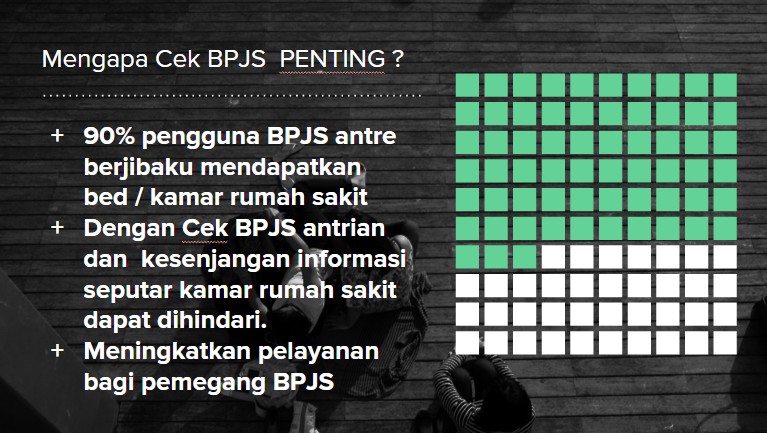 Mengapa Cek BPJS  PENTING ?
+ 90% pengguna BPJS antre
berjibaku mendapatkan
bed / kamar rumah sakit
+ Dengan Cek BPJS antrian
dan  kesenjangan informasi
seputar kamar rumah sakit
dapat dihindari.
+ Meningkatkan pelayanan
bagi pemegang BPJS